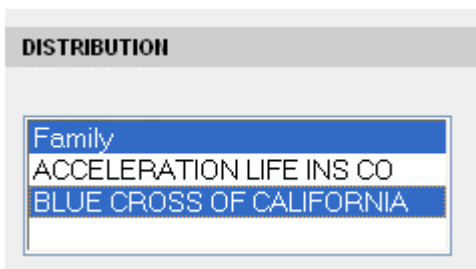 DISTRIBUTION
Family
ACCELERATION LIFE INS CO
BLUE CROSS OF CALIFORNIA